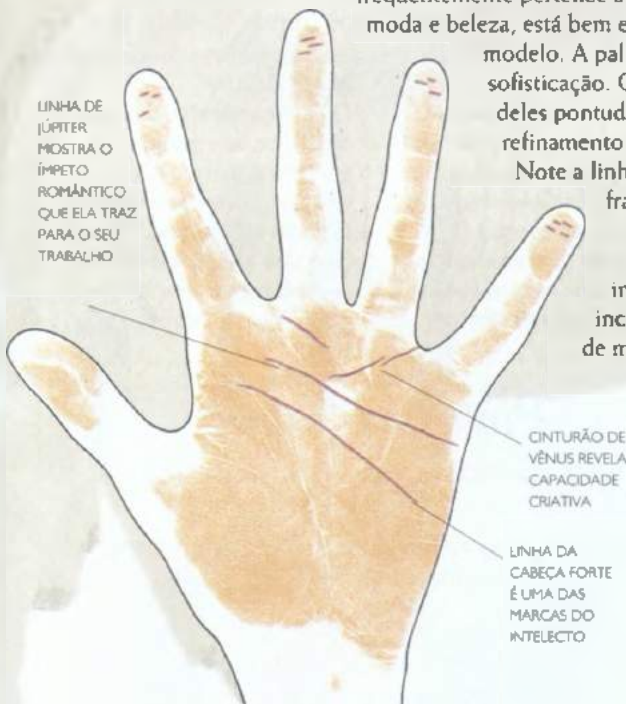 moda e beleza, está bem e
modelo. A pal
sofisticação.
deles pontud
refinamento
Note a linh
fra
in
inc
de m
LINHA DE
JÚPITER
MOSTRA O
ÍMPETO
ROMÂNTICO
QUE ELA TRAZ
PARA O SEU
TRABALHO
CINTURÃO DE
VÊNUS REVELA
CAPACIDADE
CRIATIVA
LINHA DA
CABEÇA FORTE
É UMA DAS
MARCAS DO
INTELECTO